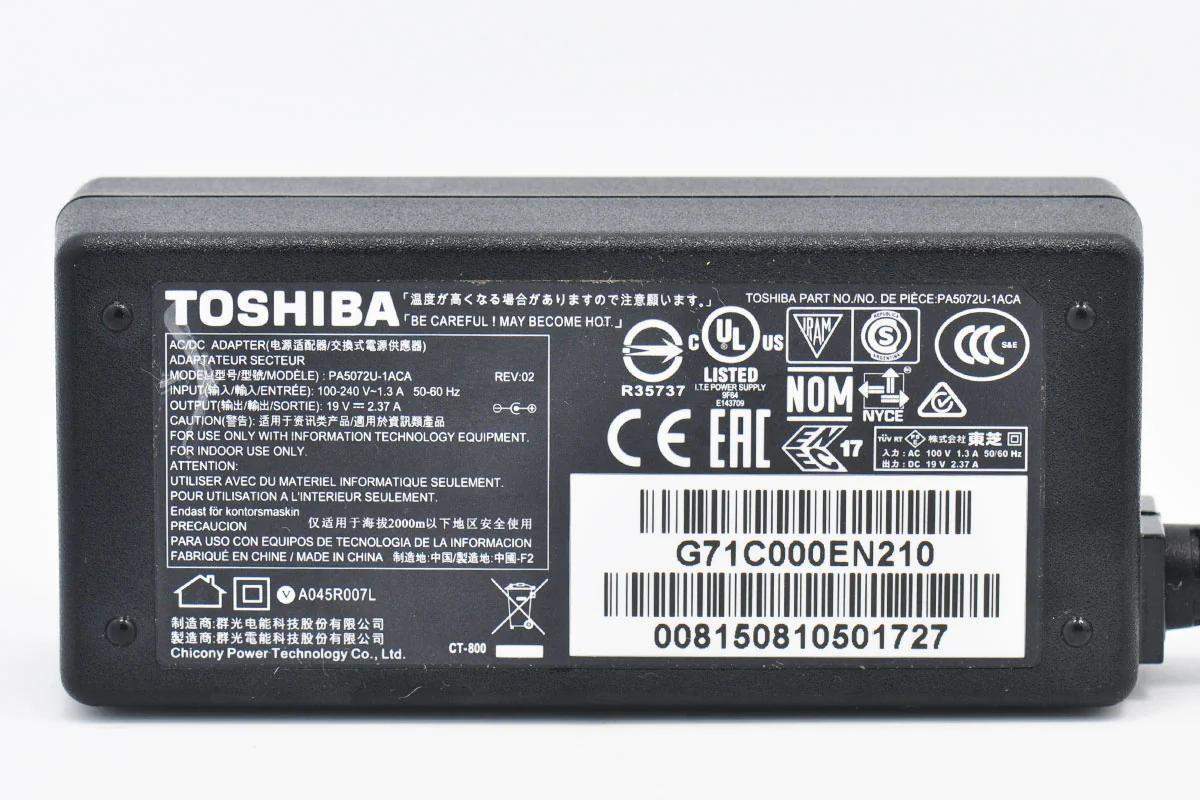 TOSHIBA
「温度が高くなる場合がありますので注意願います。」
「BE CAREFUL ! MAY BECOME HOT.」
TOSHIBA PART NO./NO. DE PIÈCE:PA5072U-1ACA
AC/DC ADAPTER(电源适配器/交換式電源供應器)
ADAPTATEUR SECTEUR
MODEL(型号/型號/MODÈLE) : PA5072U-1ACA REV:02
INPUT(输入/輸入/ENTRÉE): 100-240 V~1.3 A 50-60 Hz
OUTPUT(输出/輸出/SORTIE): 19 V ⎓ 2.37 A
CAUTION(警告): 适用于资讯类产品/適用於資訊類產品
FOR USE ONLY WITH INFORMATION TECHNOLOGY EQUIPMENT.
FOR INDOOR USE ONLY.
ATTENTION:
UTILISER AVEC DU MATERIEL INFORMATIQUE SEULEMENT.
POUR UTILISATION A L'INTERIEUR SEULEMENT.
Endast för kontorsmaskin
PRECAUCION 仅适用于海拔2000m以下地区安全使用
PARA USO CON EQUIPOS DE TECNOLOGIA DE LA INFORMACION
FABRIQUÉ EN CHINE / MADE IN CHINA 制造地:中国/製造地:中國-F2
V A045R007L
制造商:群光电能科技股份有限公司
製造商:群光電能科技股份有限公司
Chicony Power Technology Co., Ltd.
CT-800
R35737
C UL US
LISTED
I.T.E POWER SUPPLY
9F84
E143709
IRAM
REPUBLICA
S
ARGENTINA
CCC S&E
NOM
NYCE
CE
EAC
ENEC 17
TÜV RT PSE 株式会社 東芝
入力 : AC 100 V 1.3 A 50/60 Hz
出力 : DC 19 V 2.37 A
G71C000EN210
008150810501727